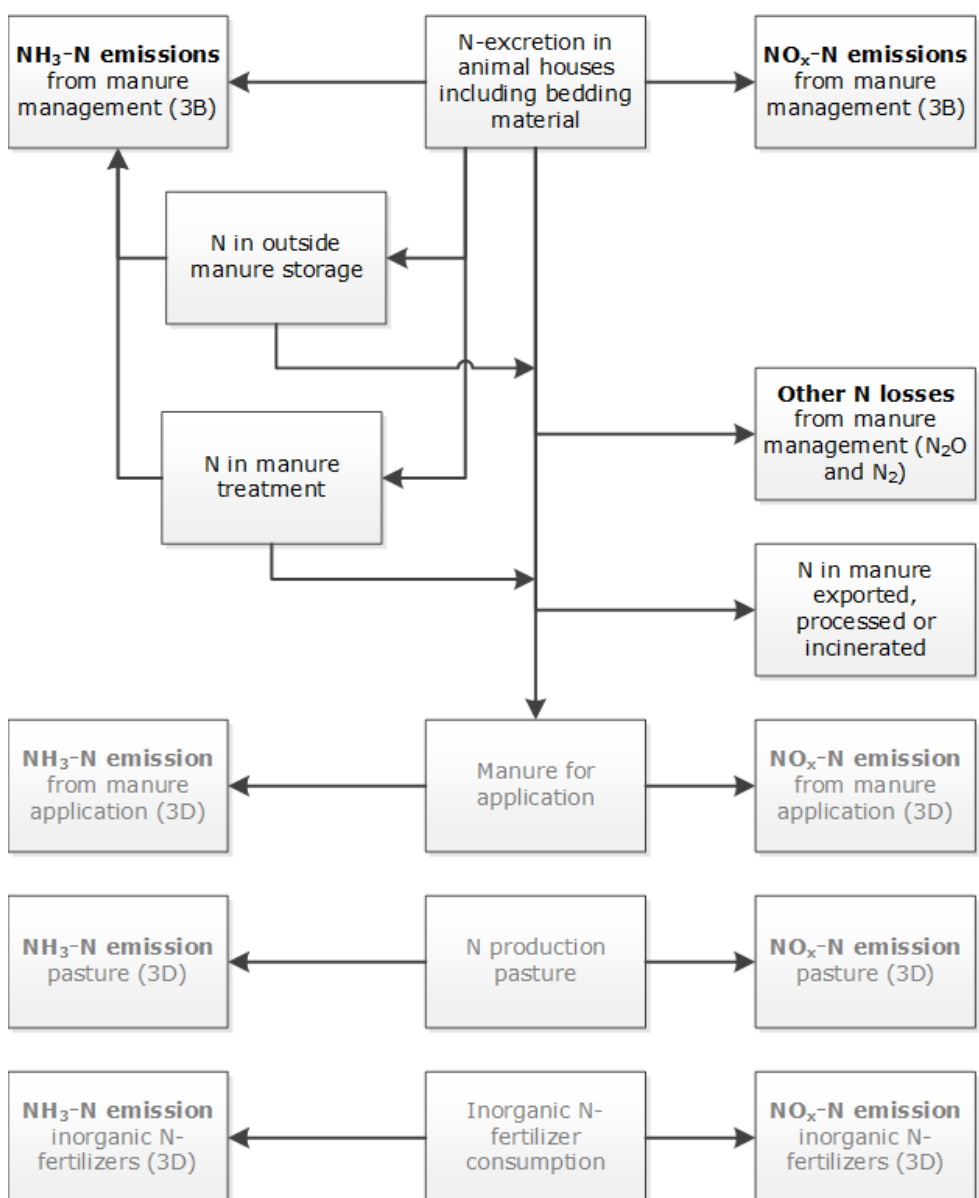 NH₃-N emissions
from manure
management (3B)
N-excretion in
animal houses
including bedding
material
NOₓ-N emissions
from manure
management (3B)
N in outside
manure storage
Other N losses
from manure
management (N₂O
and N₂)
N in manure
treatment
N in manure
exported,
processed or
incinerated
NH₃-N emission
from manure
application (3D)
Manure for
application
NOₓ-N emission
from manure
application (3D)
NH₃-N emission
pasture (3D)
N production
pasture
NOₓ-N emission
pasture (3D)
NH₃-N emission
inorganic N-
fertilizers (3D)
Inorganic N-
fertilizer
consumption
NOₓ-N emission
inorganic N-
fertilizers (3D)